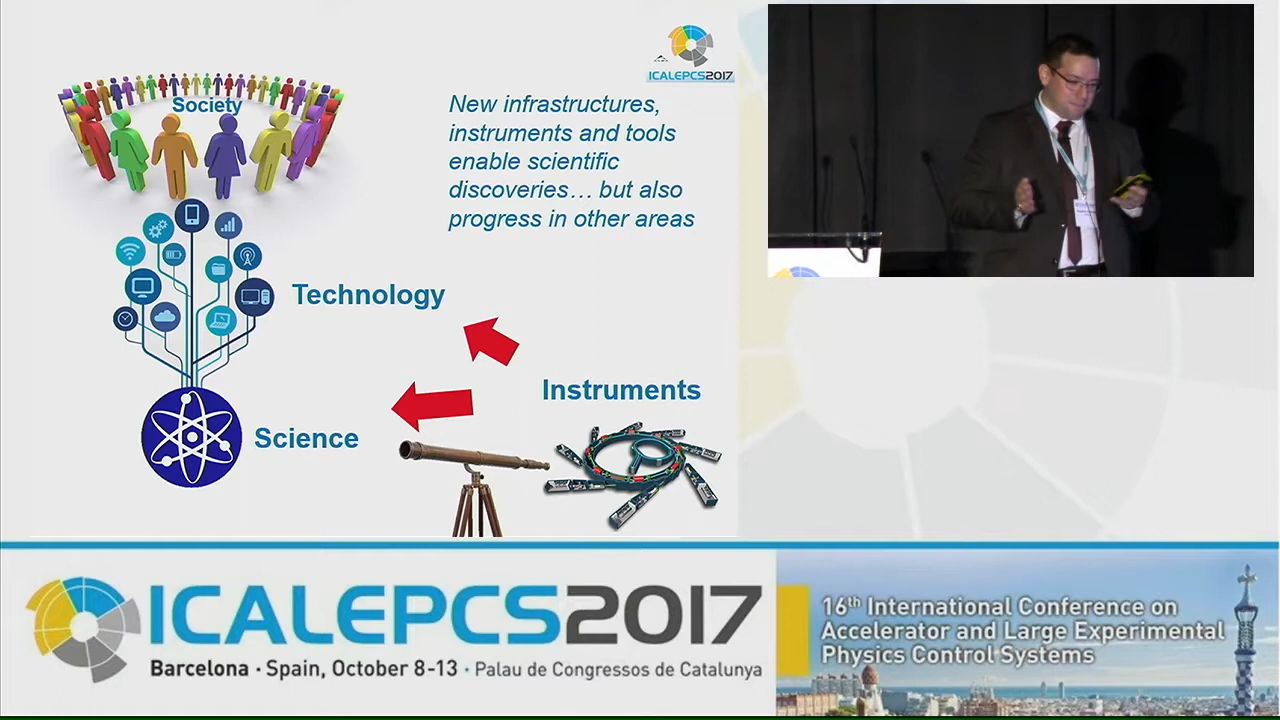 ICALEPCS2017
Society
New infrastructures,
instruments and tools
enable scientific
discoveries… but also
progress in other areas
Technology
Instruments
Science
ICALEPCS2017
Barcelona · Spain, October 8-13 · Palau de Congressos de Catalunya
16th International Conference on
Accelerator and Large Experimental
Physics Control Systems